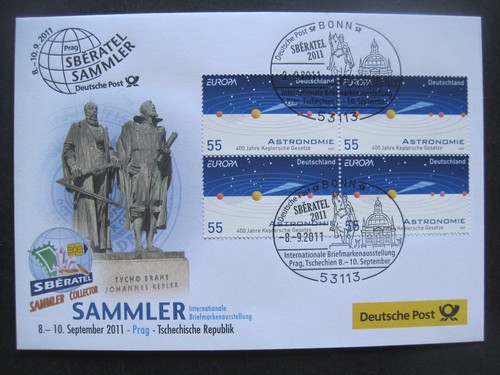 8.-10.9.2011
Prag
SBĚRATEL
SAMMLER
Deutsche Post
Deutsche Post BONN
SBĚRATEL
2011
-8.-9.2011
Internationale Briefmarkenausstellung
Prag, Tschechien 8.– 10. September
53113
EUROPA Deutschland
55 ASTRONOMIE
400 Jahre Keplersche Gesetze
EUROPA Deutschland
ASTRONOMIE
400 Jahre Keplersche Gesetze
EUROPA Deutschland
55 ASTRONOMIE
400 Jahre Keplersche Gesetze
EUROPA Deutschland
55 ASTRONOMIE
400 Jahre Keplersche Gesetze
Deutsche Post BONN
SBĚRATEL
2011
-8.-9.2011
Internationale Briefmarkenausstellung
Prag, Tschechien 8.– 10. September
53113
TYCHO BRAHE
JOHANNES KEPLER
SBĚRATEL
SAMMLER COLLECTOR
SAMMLER Internationale
Briefmarkenausstellung
8.– 10. September 2011 - Prag - Tschechische Republik
Deutsche Post